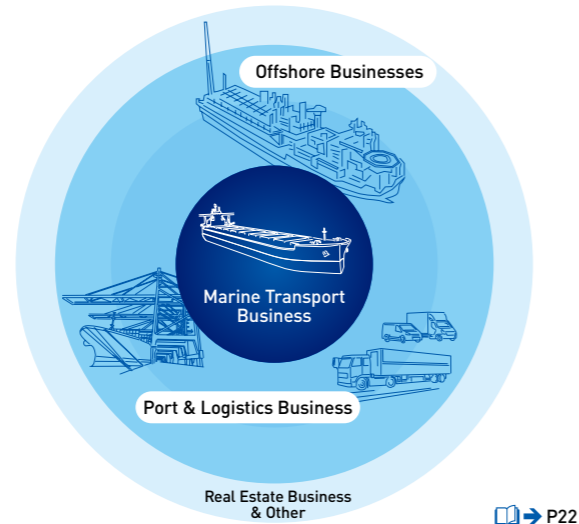 Offshore Businesses
Marine Transport
Business
Port & Logistics Business
Real Estate Business
& Other
P22